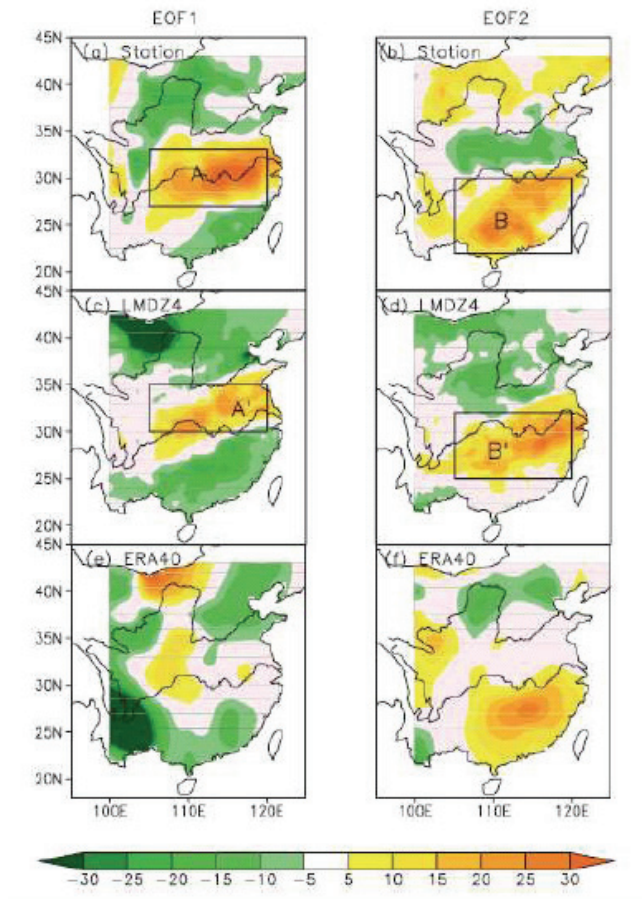 EOF1 EOF2
45N (a) Station (b) Station
40N
35N
30N A
25N B
20N
45N (c) LMDZ4 (d) LMDZ4
40N
35N
A'
30N B'
25N
20N
45N (e) ERA40 (f) ERA40
40N
35N
30N
25N
20N
100E 110E 120E 100E 110E 120E
-30 -25 -20 -15 -10 -5 5 10 15 20 25 30